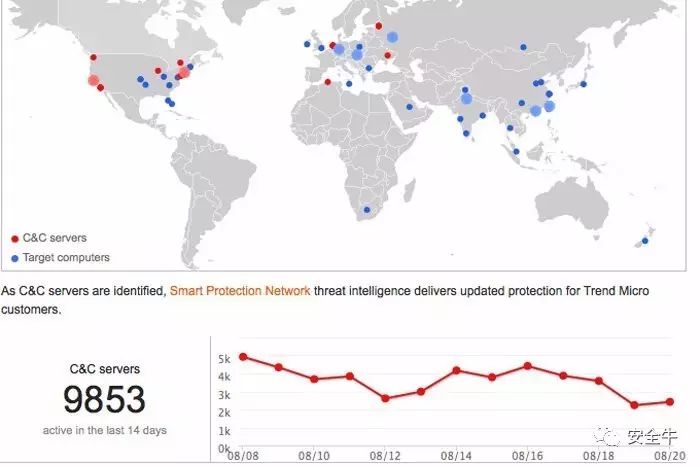 C&C servers
Target computers
As C&C servers are identified, Smart Protection Network threat intelligence delivers updated protection for Trend Micro
customers.
C&C servers
9853
active in the last 14 days
5k
4k
3k
2k
1k
0k
08/08
08/10
08/12
08/14
08/16
08/18
08/20
安全牛